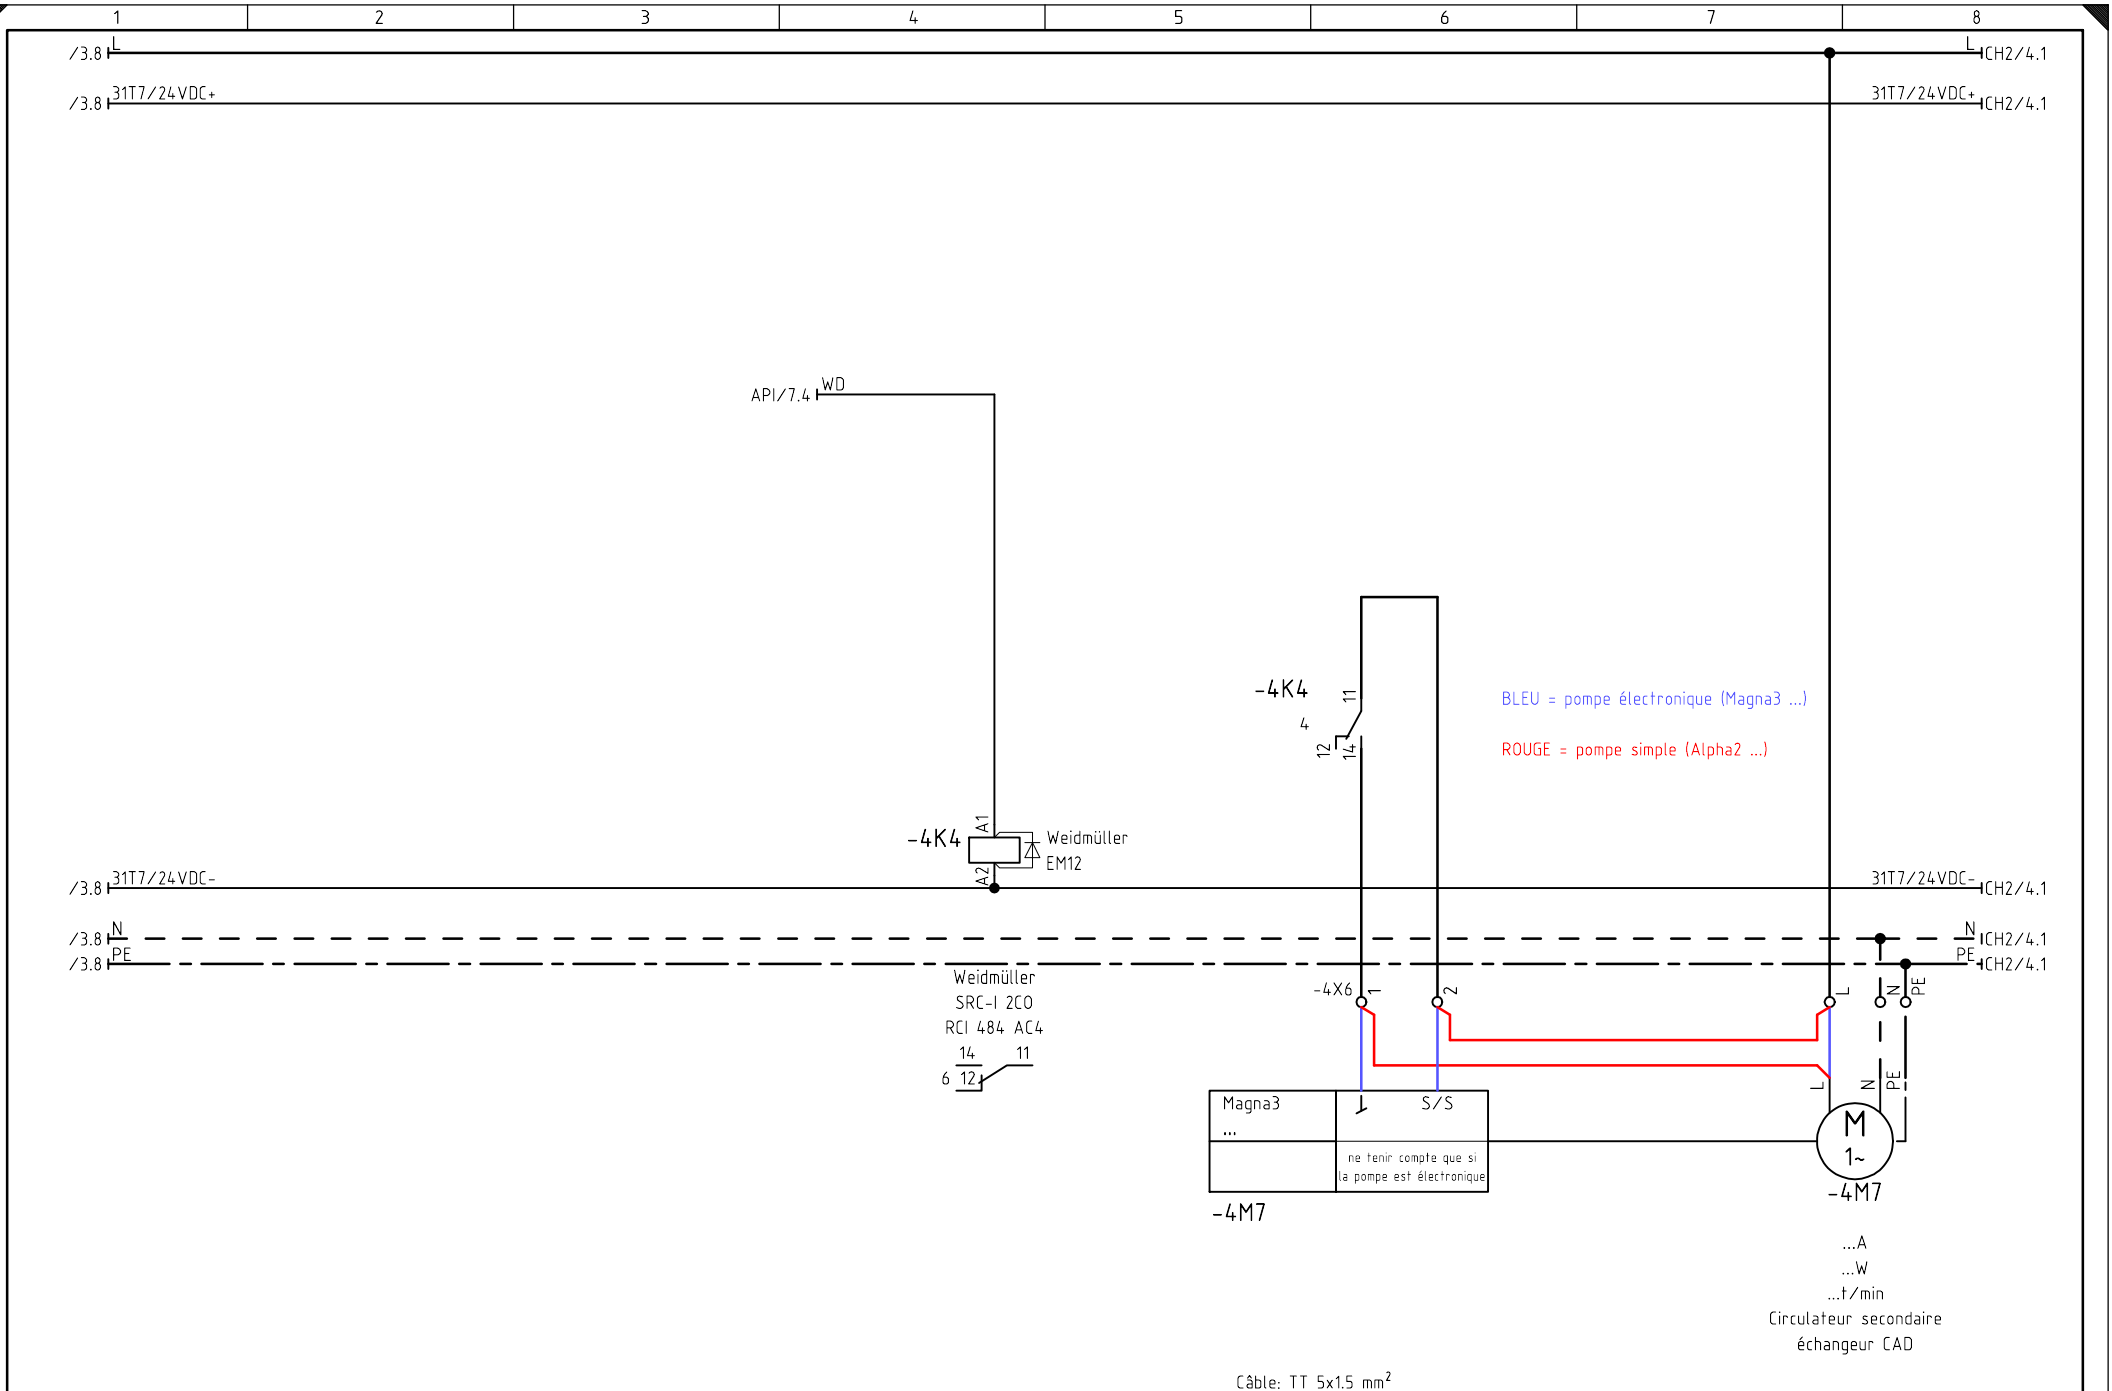 1 2 3 4 5 6 7 8
/3.8 L L CH2/4.1
/3.8 31T7/24VDC+ 31T7/24VDC+ CH2/4.1
API/7.4 WD
-4K4 11
4
12 14
BLEU = pompe électronique (Magna3 ...)
ROUGE = pompe simple (Alpha2 ...)
-4K4 A1 Weidmüller
A2 EM12
/3.8 31T7/24VDC- 31T7/24VDC- CH2/4.1
/3.8 N N CH2/4.1
/3.8 PE PE CH2/4.1
Weidmüller
SRC-I 2CO
RCI 484 AC4
14 11
6 12
-4X6 1 2 L N PE
L N PE
Magna3 S/S
...
ne tenir compte que si
la pompe est électronique
-4M7
M
1~
-4M7
...A
...W
...t/min
Circulateur secondaire
échangeur CAD
Câble: TT 5x1.5 mm²